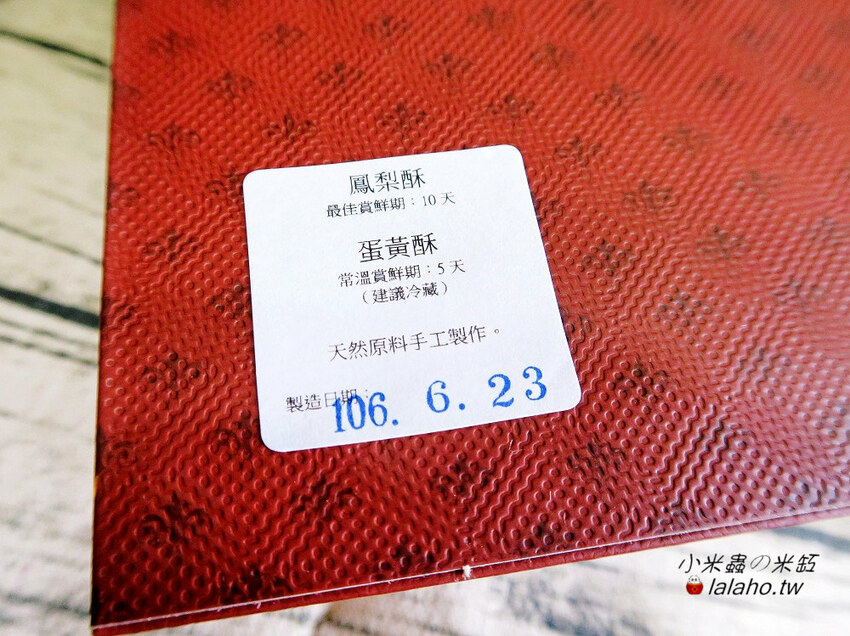 鳳梨酥
最佳賞鮮期：10 天
蛋黃酥
常溫賞鮮期：5 天
（建議冷藏）
天然原料手工製作。
製造日期：106. 6. 23
小米蟲の米缸
lalaho.tw